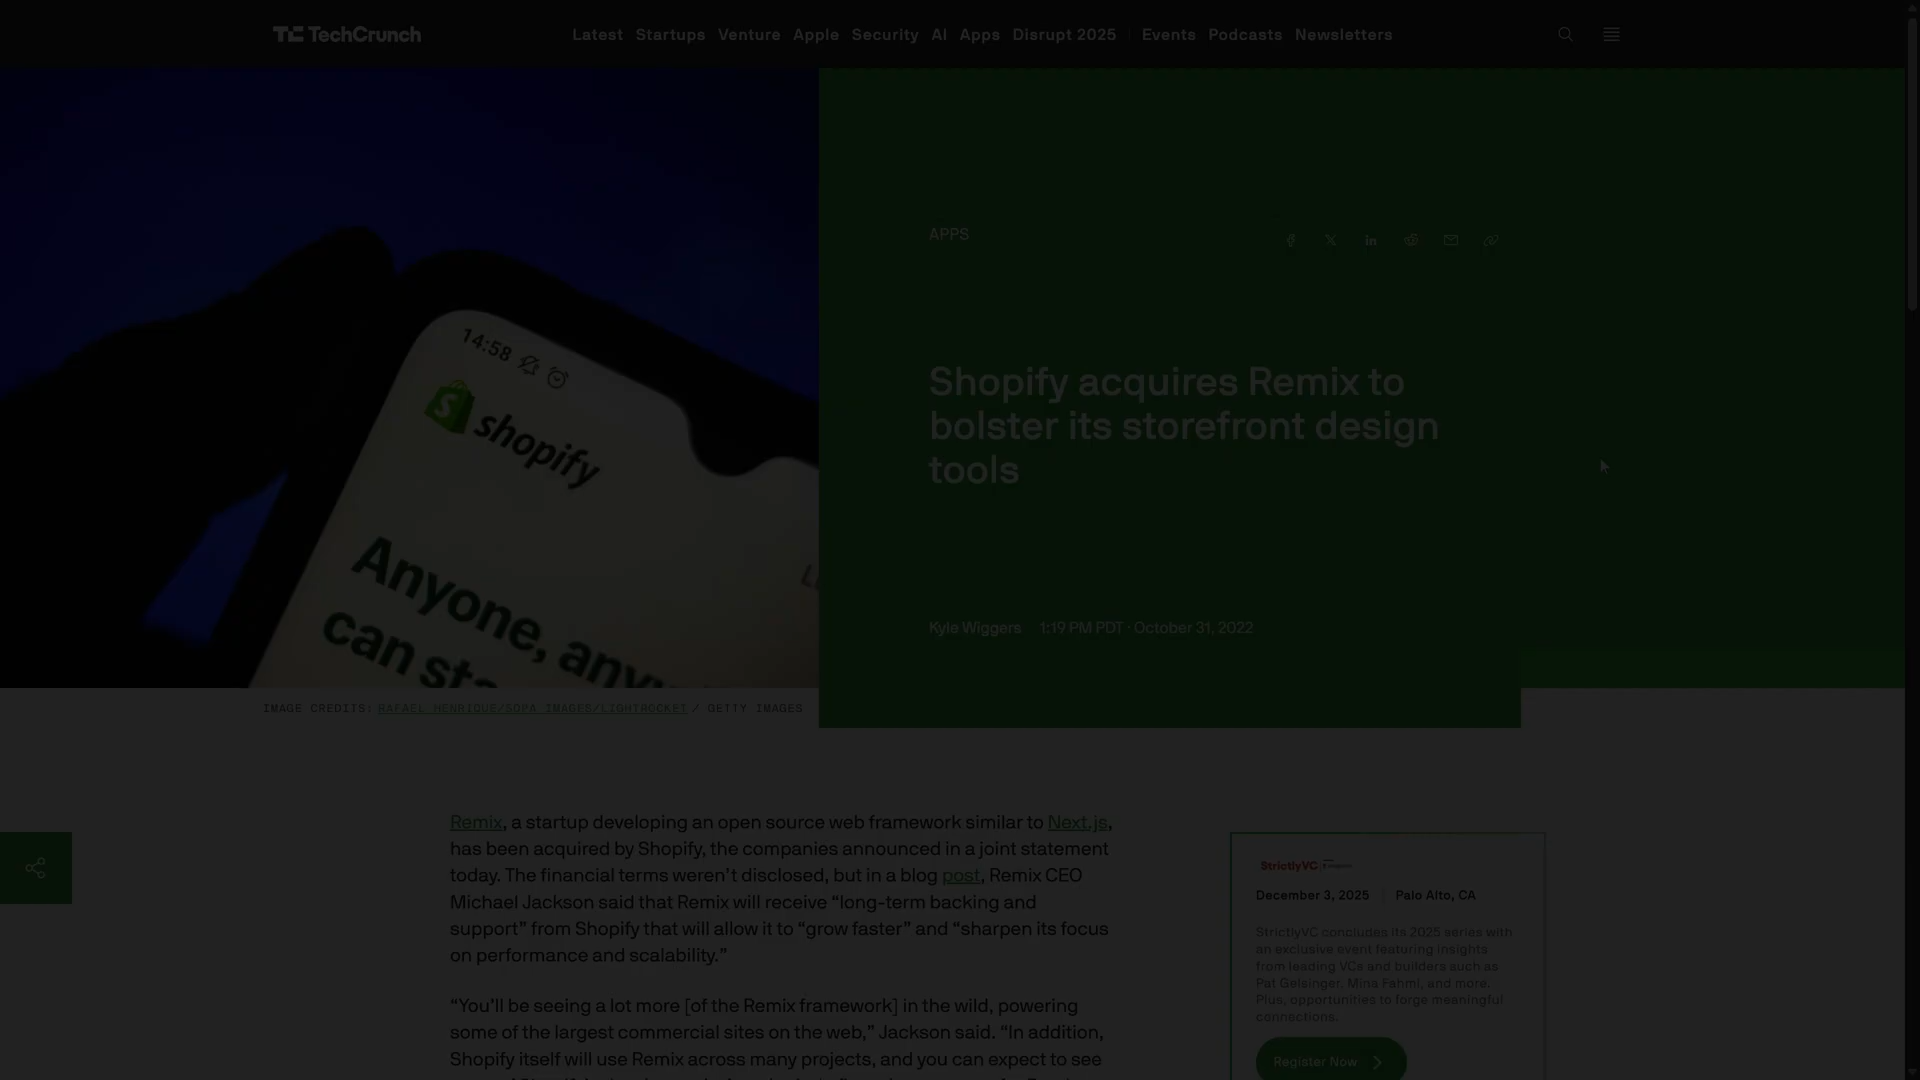 TechCrunch
Latest Startups Venture Apple Security AI Apps Disrupt 2025 Events Podcasts Newsletters
APPS
14:58
shopify
Anyone, any
can sta
Shopify acquires Remix to
bolster its storefront design
tools
Kyle Wiggers 1:19 PM PDT · October 31, 2022
IMAGE CREDITS: RAFAEL HENRIQUE/SOPA IMAGES/LIGHTROCKET / GETTY IMAGES
Remix, a startup developing an open source web framework similar to Next.js,
has been acquired by Shopify, the companies announced in a joint statement
today. The financial terms weren’t disclosed, but in a blog post, Remix CEO
Michael Jackson said that Remix will receive “long-term backing and
support” from Shopify that will allow it to “grow faster” and “sharpen its focus
on performance and scalability.”
“You’ll be seeing a lot more [of the Remix framework] in the wild, powering
some of the largest commercial sites on the web,” Jackson said. “In addition,
Shopify itself will use Remix across many projects, and you can expect to see
StrictlyVC
December 3, 2025 Palo Alto, CA
StrictlyVC concludes its 2025 series with
an exclusive event featuring insights
from leading VCs and builders such as
Pat Gelsinger, Mina Fahmi, and more.
Plus, opportunities to forge meaningful
connections.
Register Now